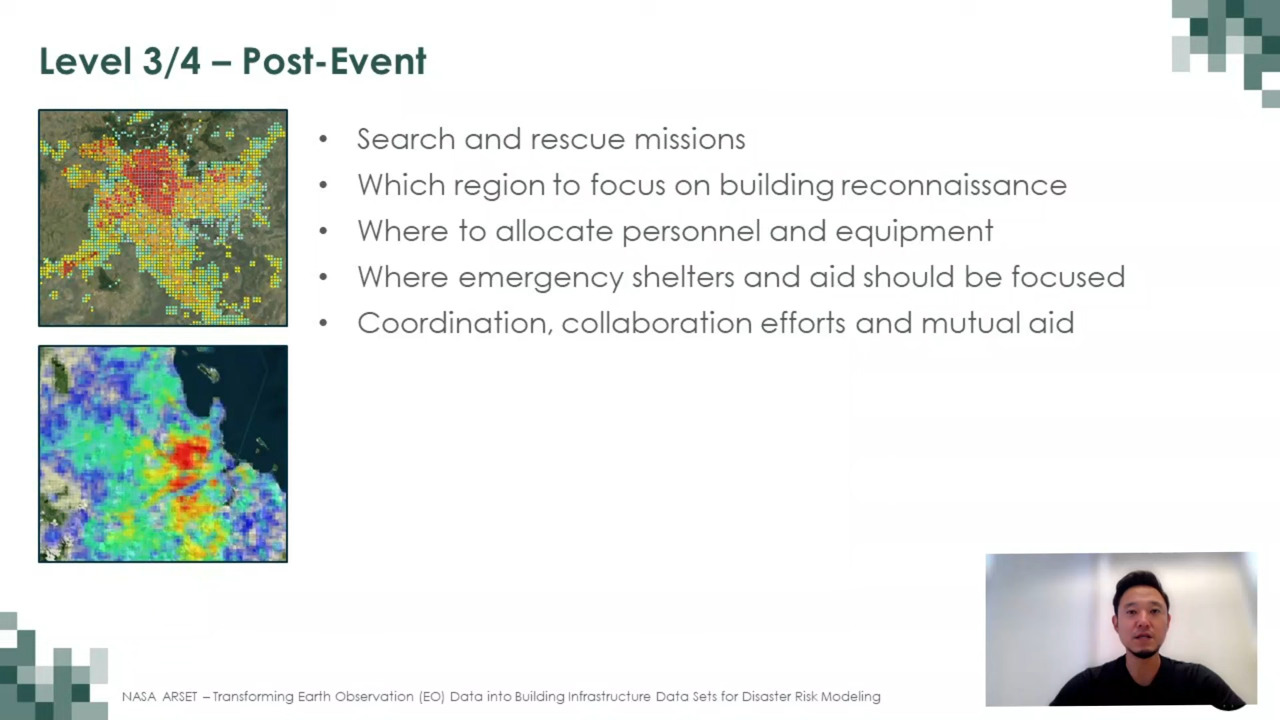 Level 3/4 – Post-Event
• Search and rescue missions
• Which region to focus on building reconnaissance
• Where to allocate personnel and equipment
• Where emergency shelters and aid should be focused
• Coordination, collaboration efforts and mutual aid
NASA ARSET – Transforming Earth Observation (EO) Data into Building Infrastructure Data Sets for Disaster Risk Modeling